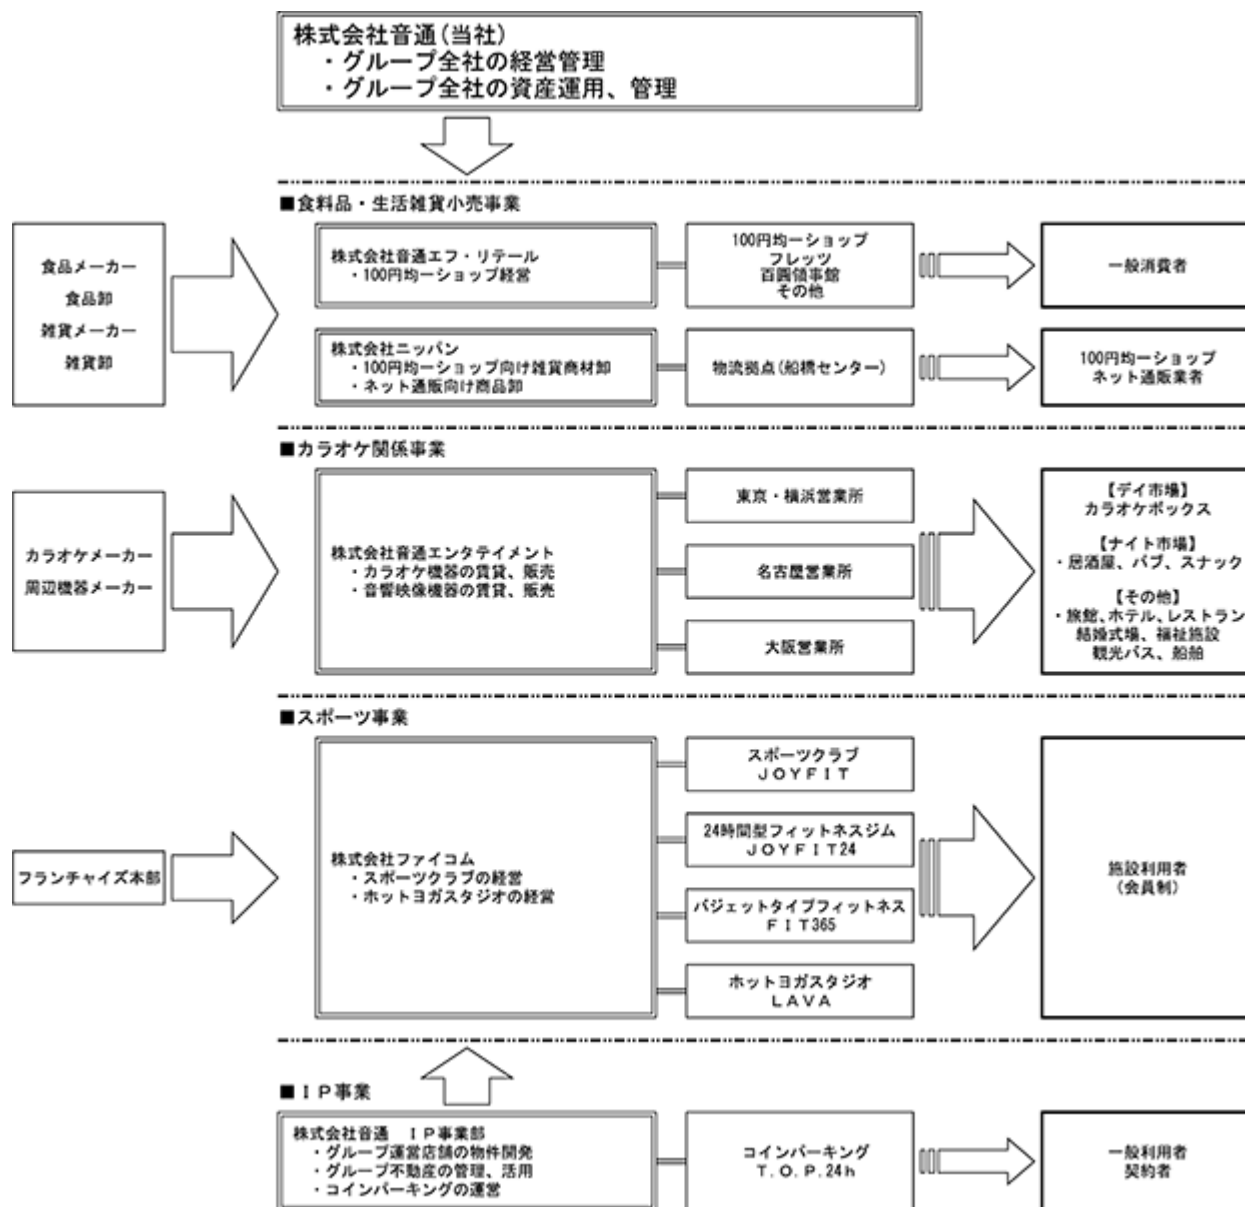 株式会社音通(当社)
・グループ全社の経営管理
・グループ全社の資産運用、管理
■食料品・生活雑貨小売事業
食品メーカー
食品卸
雑貨メーカー
雑貨卸
株式会社音通エフ・リテール
・100円均一ショップ経営
100円均一ショップ
フレッツ
百圓領事館
その他
一般消費者
株式会社ニッパン
・100円均一ショップ向け雑貨商材卸
・ネット通販向け商品卸
物流拠点(船橋センター)
100円均一ショップ
ネット通販業者
■カラオケ関係事業
カラオケメーカー
周辺機器メーカー
株式会社音通エンタテイメント
・カラオケ機器の賃貸、販売
・音響映像機器の賃貸、販売
東京・横浜営業所
名古屋営業所
大阪営業所
【デイ市場】
カラオケボックス
【ナイト市場】
・居酒屋、パブ、スナック
【その他】
・旅館、ホテル、レストラン
結婚式場、福祉施設
観光バス、船舶
■スポーツ事業
フランチャイズ本部
株式会社ファイコム
・スポーツクラブの経営
・ホットヨガスタジオの経営
スポーツクラブ
JOYFIT
24時間型フィットネスジム
JOYFIT24
バジェットタイプフィットネス
FIT365
ホットヨガスタジオ
LAVA
施設利用者
(会員制)
■IP事業
株式会社音通 IP事業部
・グループ運営店舗の物件開発
・グループ不動産の管理、活用
・コインパーキングの運営
コインパーキング
T.O.P.24h
一般利用者
契約者